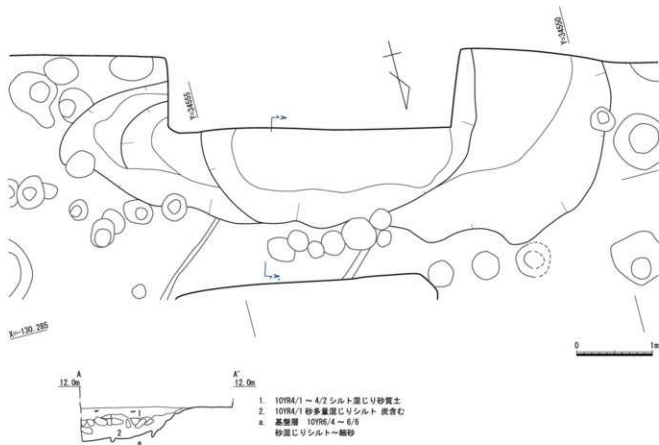 Y=34550
Y=34555
A
A'
X=-130.285
0 1m
A A'
12.0m 12.0m
1
2
a
1. 10YR4/1 ~ 4/2 シルト混じり砂質土
2. 10YR4/1 砂多量混じりシルト 炭含む
a. 基盤層 10YR6/4 ~ 6/6
砂混じりシルト~細砂